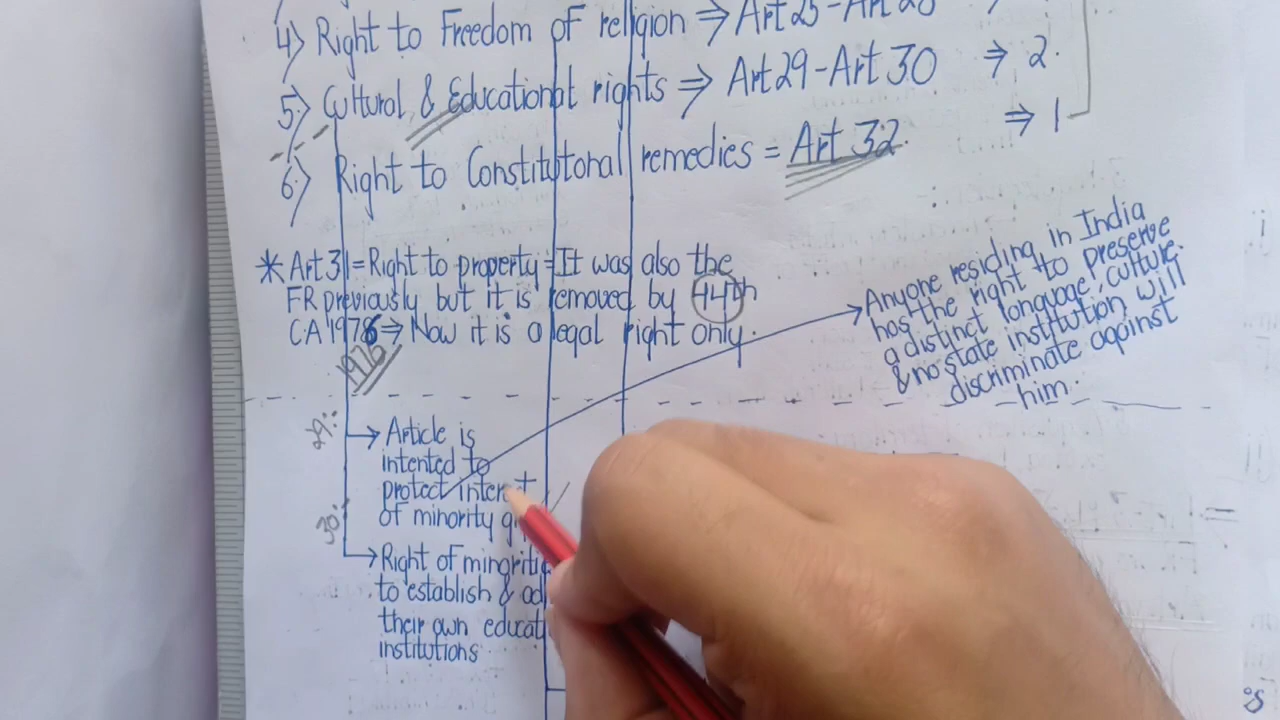 4) Right to Freedom of religion ⇒ Art 25 - Art 28
5) Cultural & Educational rights ⇒ Art 29 - Art 30 ⇒ 2.
6) Right to Constitutonal remedies = Art 32. ⇒ 1
* Art 31 = Right to property = It was also the
FR previously but it is removed by 44th
CA 1978 ⇒ Now it is a legal right only.
1978
Anyone residing in India
has the right to preserve
a distinct language, culture.
& no state institution will
discriminate against
him.
29:
Article is
intented to
protect
of minority
30:
Right of
to establish &
their own
institutions